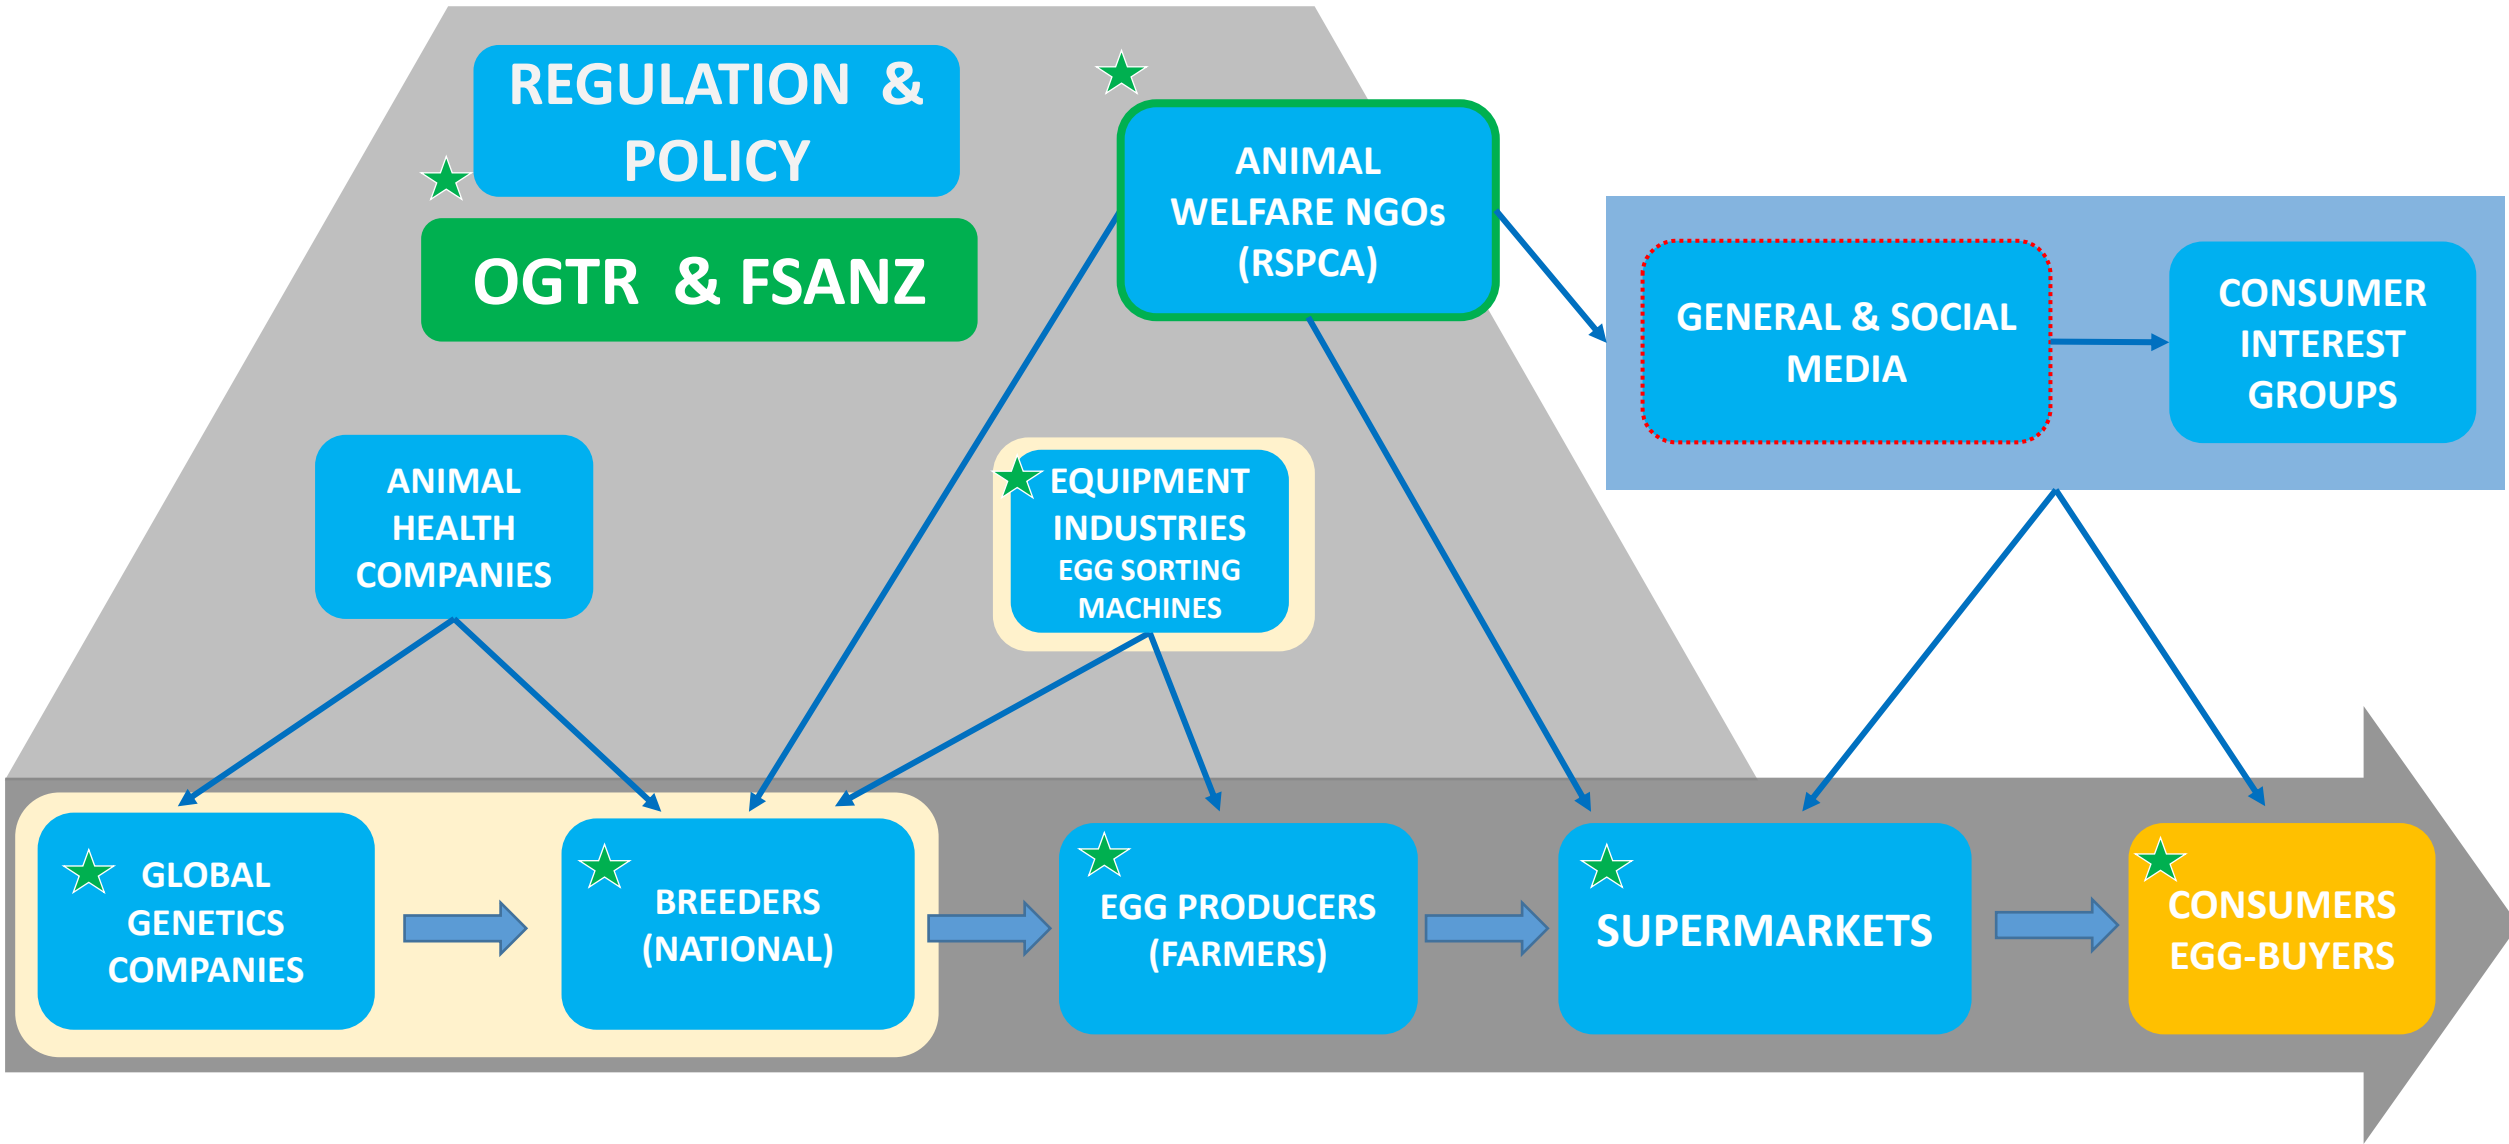 REGULATION &
POLICY
OGTR & FSANZ
ANIMAL
WELFARE NGOs
(RSPCA)
GENERAL & SOCIAL
MEDIA
CONSUMER
INTEREST
GROUPS
ANIMAL
HEALTH
COMPANIES
EQUIPMENT
INDUSTRIES
EGG SORTING
MACHINES
GLOBAL
GENETICS
COMPANIES
BREEDERS
(NATIONAL)
EGG PRODUCERS
(FARMERS)
SUPERMARKETS
CONSUMERS
EGG-BUYERS